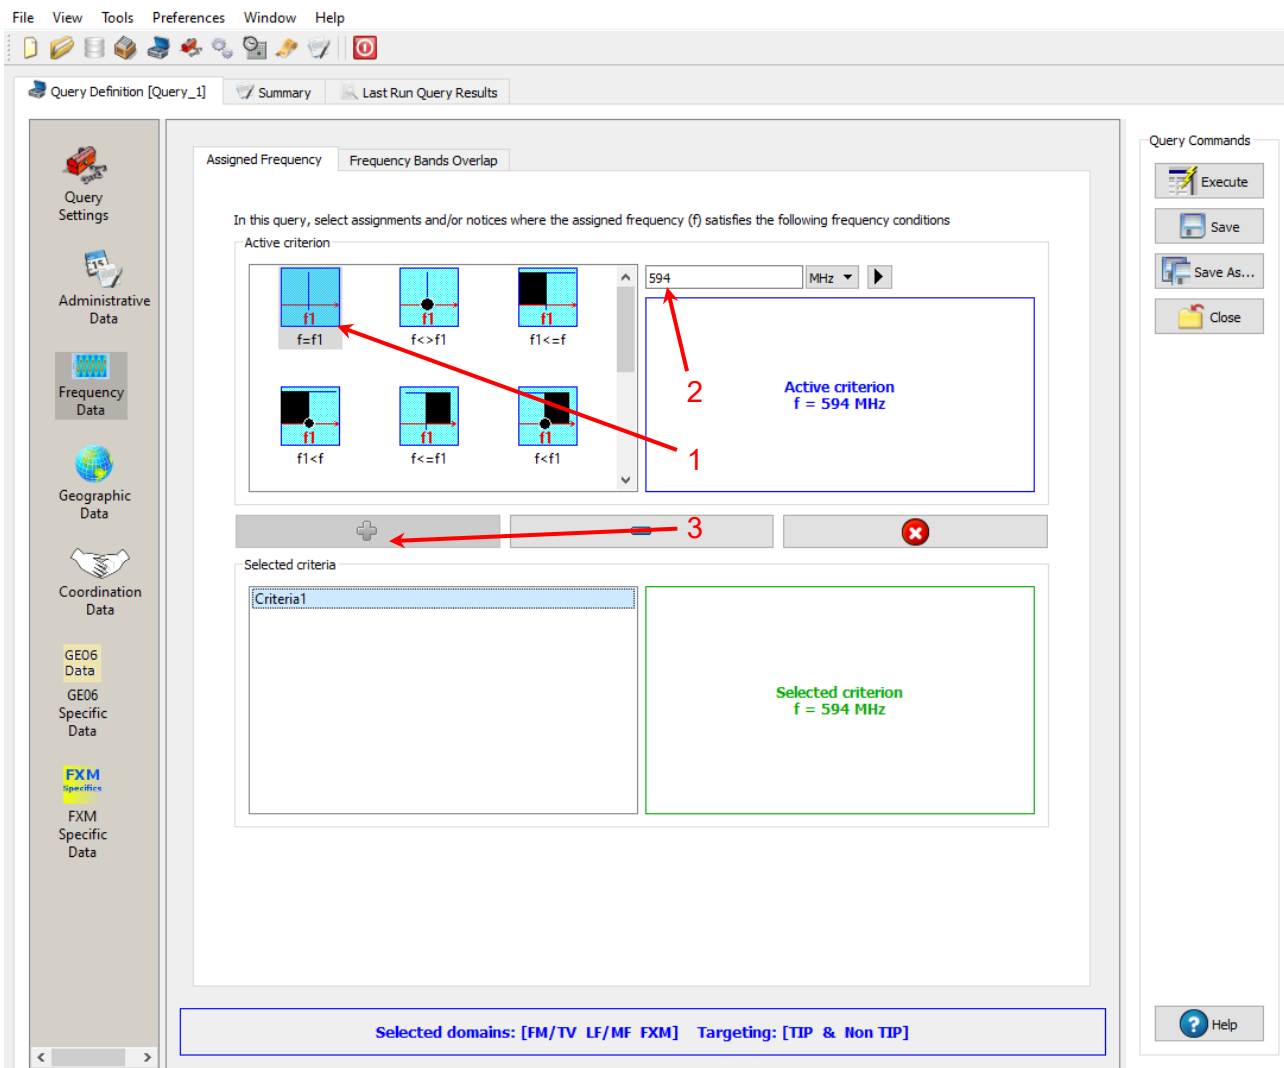 File View Tools Preferences Window Help
Query Definition [Query_1] Summary Last Run Query Results
Query
Settings
Administrative
Data
Frequency
Data
Geographic
Data
Coordination
Data
GE06
Data
GE06
Specific
Data
FXM
Specifics
FXM
Specific
Data
Assigned Frequency Frequency Bands Overlap
In this query, select assignments and/or notices where the assigned frequency (f) satisfies the following frequency conditions
Active criterion
f1 f1 f1
f=f1 f<>f1 f1<=f
f1 f1 f1
f1<f f<=f1 f<f1
594 MHz
Active criterion
f = 594 MHz
1
2
3
Selected criteria
Criteria1
Selected criterion
f = 594 MHz
Selected domains: [FM/TV LF/MF FXM] Targeting: [TIP & Non TIP]
Query Commands
Execute
Save
Save As...
Close
Help